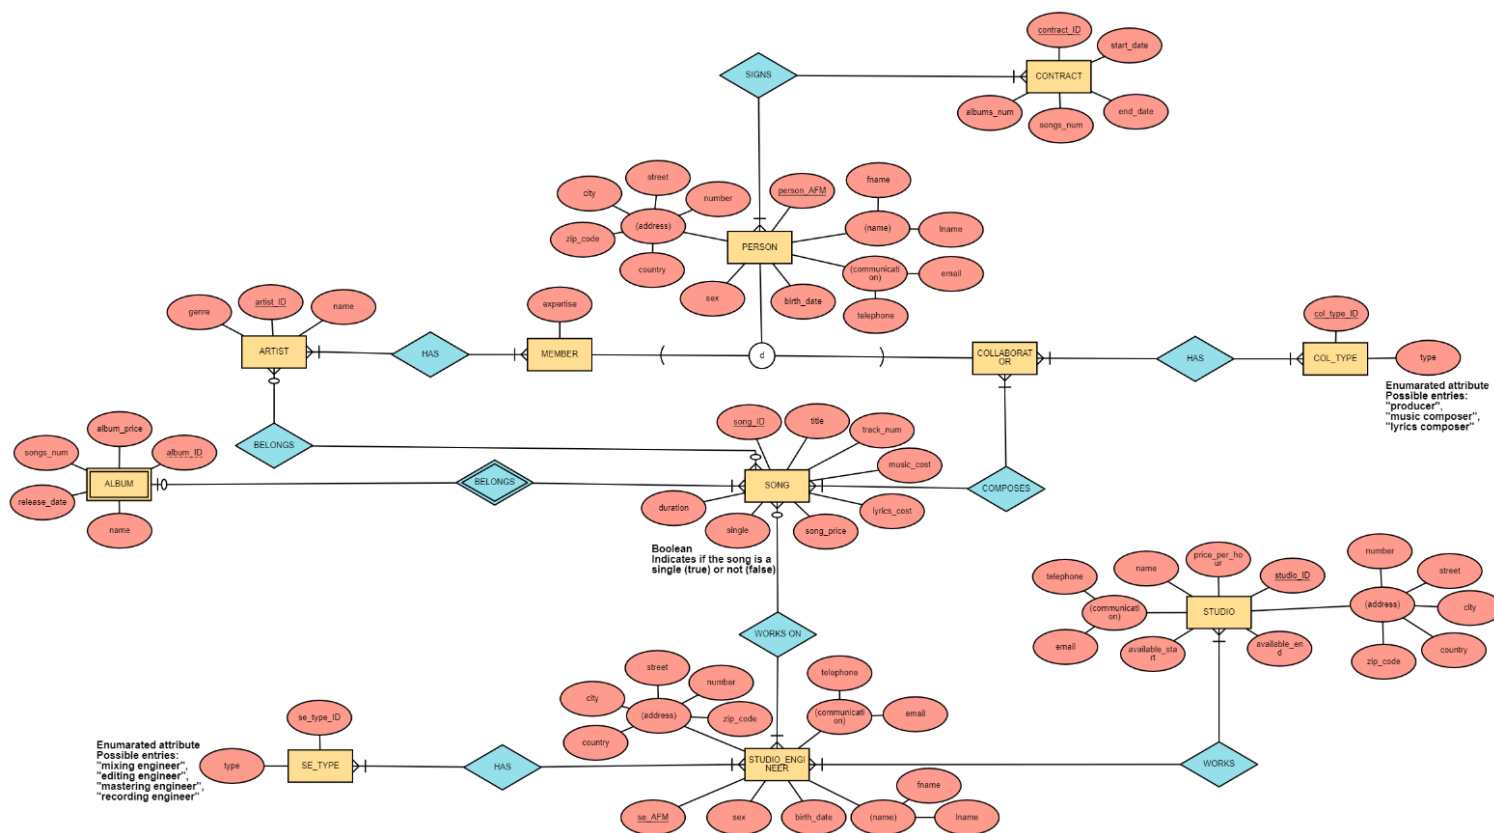 contract_ID
start_date
SIGNS
CONTRACT
albums_num
songs_num
end_date
street
person_AFM
fname
city
number
(address)
(name)
lname
zip_code
PERSON
country
(communicati
on)
email
sex
birth_date
telephone
genre
artist_ID
name
expertise
col_type_ID
ARTIST
HAS
MEMBER
d
COLLABORAT
OR
HAS
COL_TYPE
type
Enumarated attribute
Possible entries:
"producer",
"music composer",
"lyrics composer"
album_price
song_ID
title
track_num
songs_num
album_ID
BELONGS
music_cost
ALBUM
BELONGS
SONG
COMPOSES
release_date
duration
lyrics_cost
name
single
song_price
Boolean
Indicates if the song is a
single (true) or not (false)
price_per_ho
ur
number
telephone
name
studio_ID
street
(communicati
on)
STUDIO
(address)
city
email
available_sta
rt
available_en
d
zip_code
country
WORKS ON
street
telephone
city
number
(address)
zip_code
(communicati
on)
email
country
se_type_ID
Enumarated attribute
Possible entries:
"mixing engineer",
"editing engineer",
"mastering engineer",
"recording engineer"
type
SE_TYPE
HAS
STUDIO_ENGI
NEER
WORKS
fname
se_AFM
sex
birth_date
(name)
lname